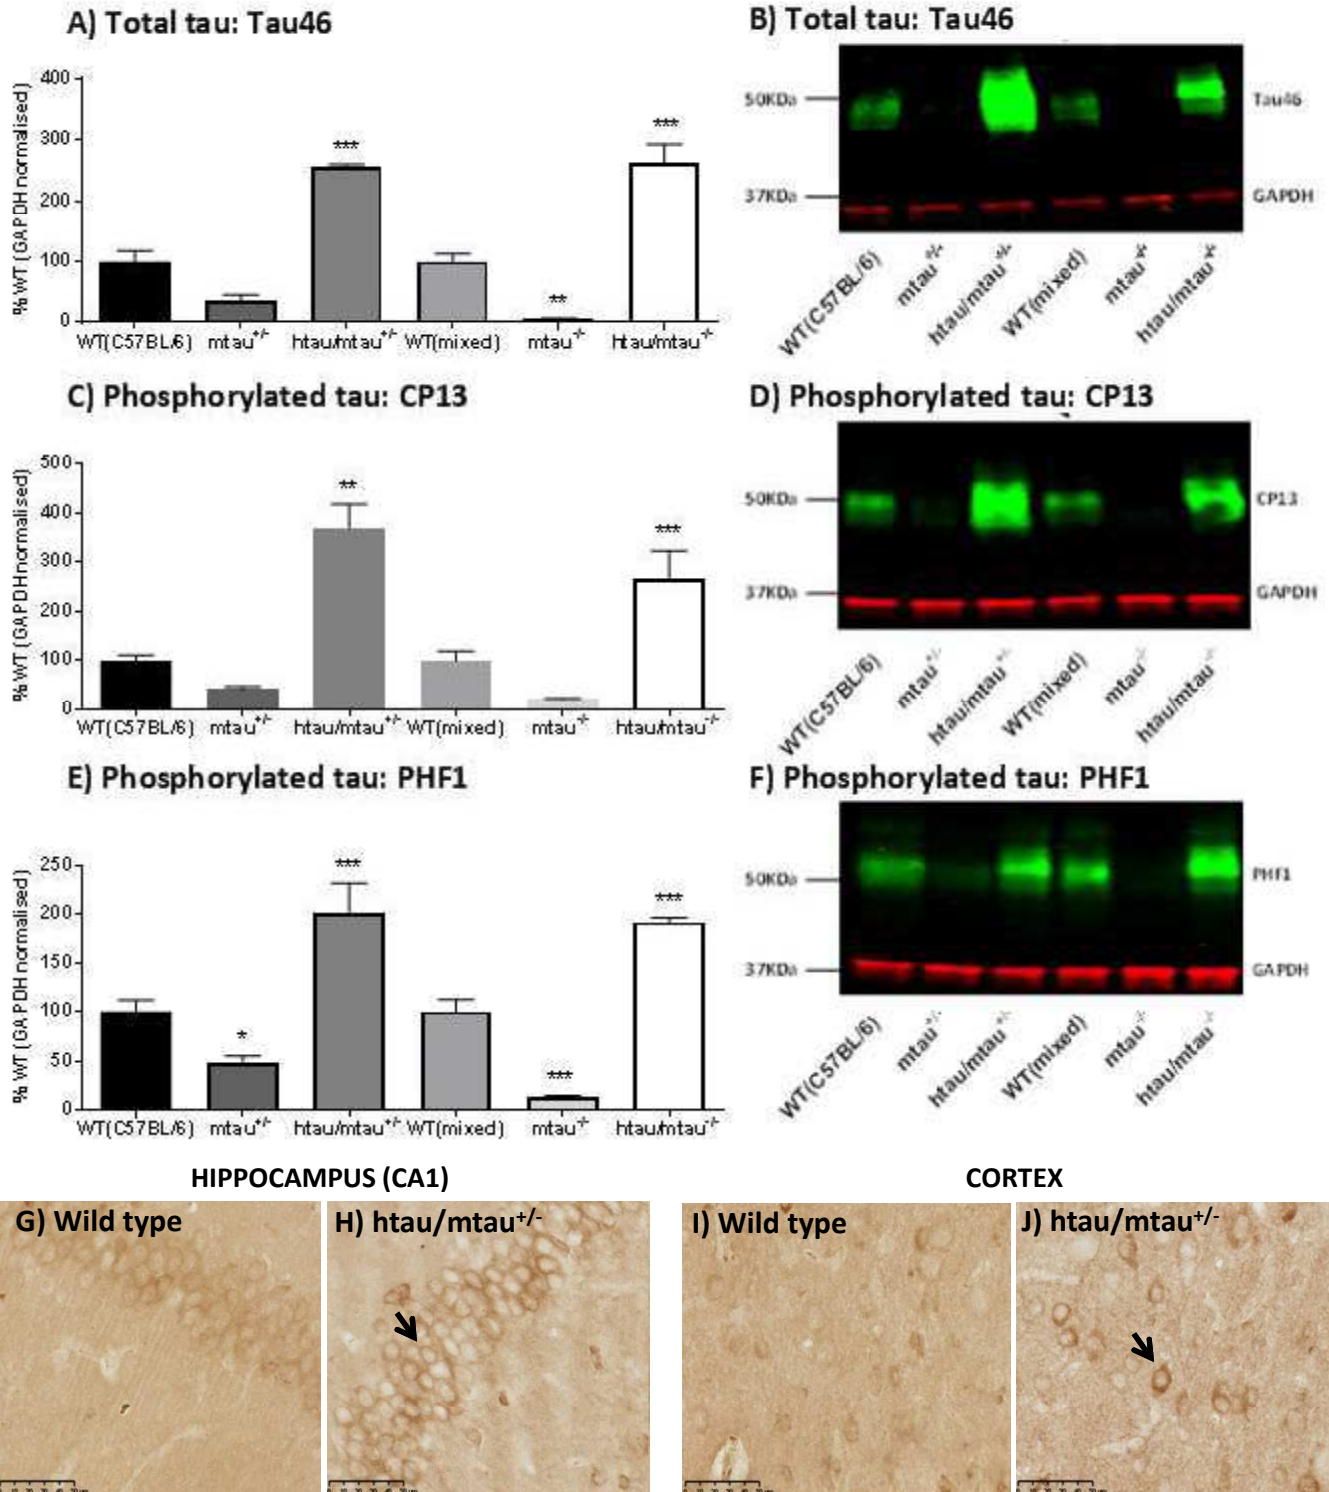 A) Total tau: Tau46
% WT (GAPDH normalised)
400
300
200
100
0
***
**
***
WT(C57BL/6) mtau+/- htau/mtau+/- WT(mixed) mtau-/- htau/mtau-/-
B) Total tau: Tau46
50KDa
Tau46
37KDa
GAPDH
WT(C57BL/6) mtau+/- htau/mtau+/- WT(mixed) mtau-/- htau/mtau-/-
C) Phosphorylated tau: CP13
% WT (GAPDH normalised)
500
400
300
200
100
0
**
***
WT(C57BL/6) mtau+/- htau/mtau+/- WT(mixed) mtau-/- htau/mtau-/-
D) Phosphorylated tau: CP13
50KDa
CP13
37KDa
GAPDH
WT(C57BL/6) mtau+/- htau/mtau+/- WT(mixed) mtau htau/mtau
E) Phosphorylated tau: PHF1
% WT (GAPDH normalised)
250
200
150
100
50
0
*
***
***
***
WT(C57BL/6) mtau+/- htau/mtau+/- WT(mixed) mtau-/- htau/mtau-/-
F) Phosphorylated tau: PHF1
50KDa
PHF1
37KDa
GAPDH
WT(C57BL/6) mtau htau/mtau WT(mixed) mtau htau/mtau
HIPPOCAMPUS (CA1)
CORTEX
G) Wild type
H) htau/mtau+/-
I) Wild type
J) htau/mtau+/-